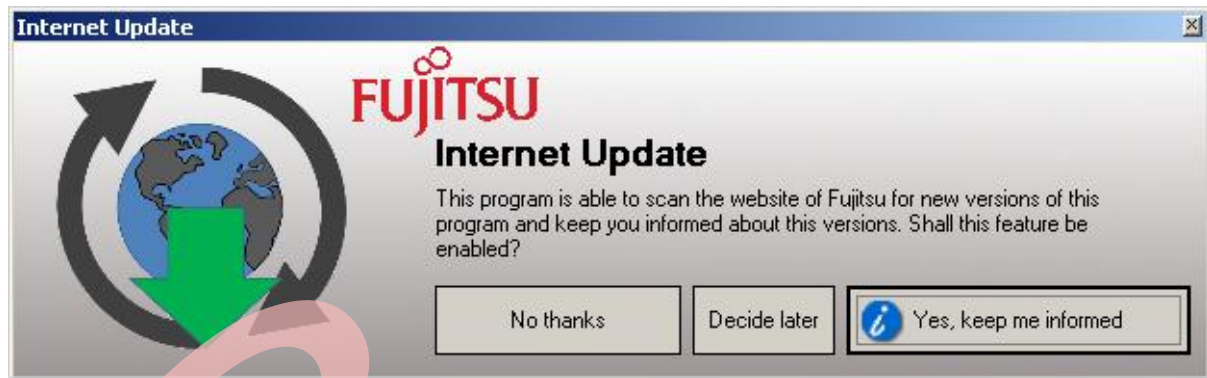 Internet Update
FUJITSU
Internet Update
This program is able to scan the website of Fujitsu for new versions of this
program and keep you informed about this versions. Shall this feature be
enabled?
No thanks
Decide later
Yes, keep me informed